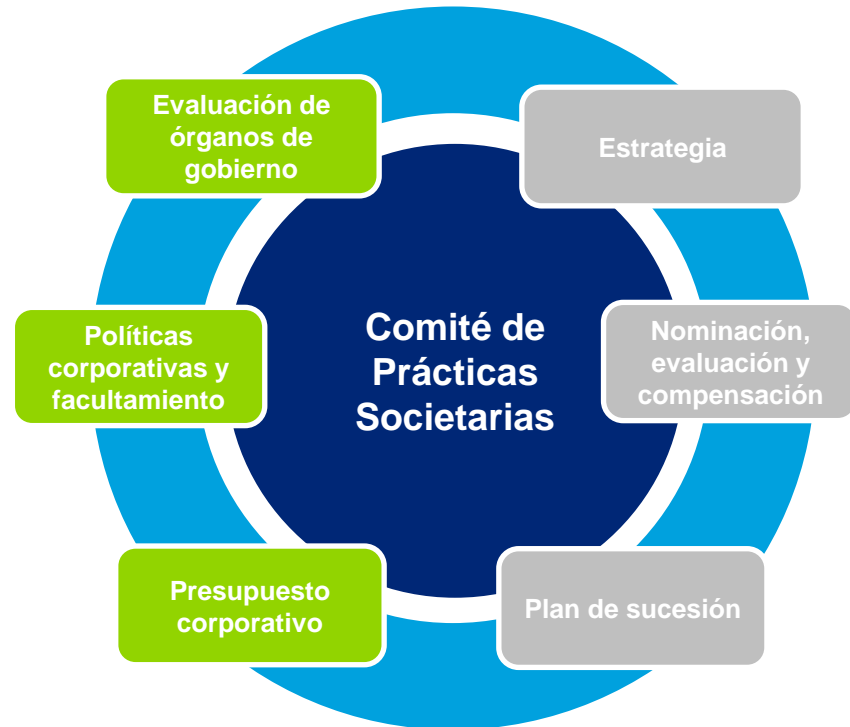 Evaluación de
órganos de
gobierno
Estrategia
Políticas
corporativas y
facultamiento
Comité de
Prácticas
Societarias
Nominación,
evaluación y
compensación
Presupuesto
corporativo
Plan de sucesión